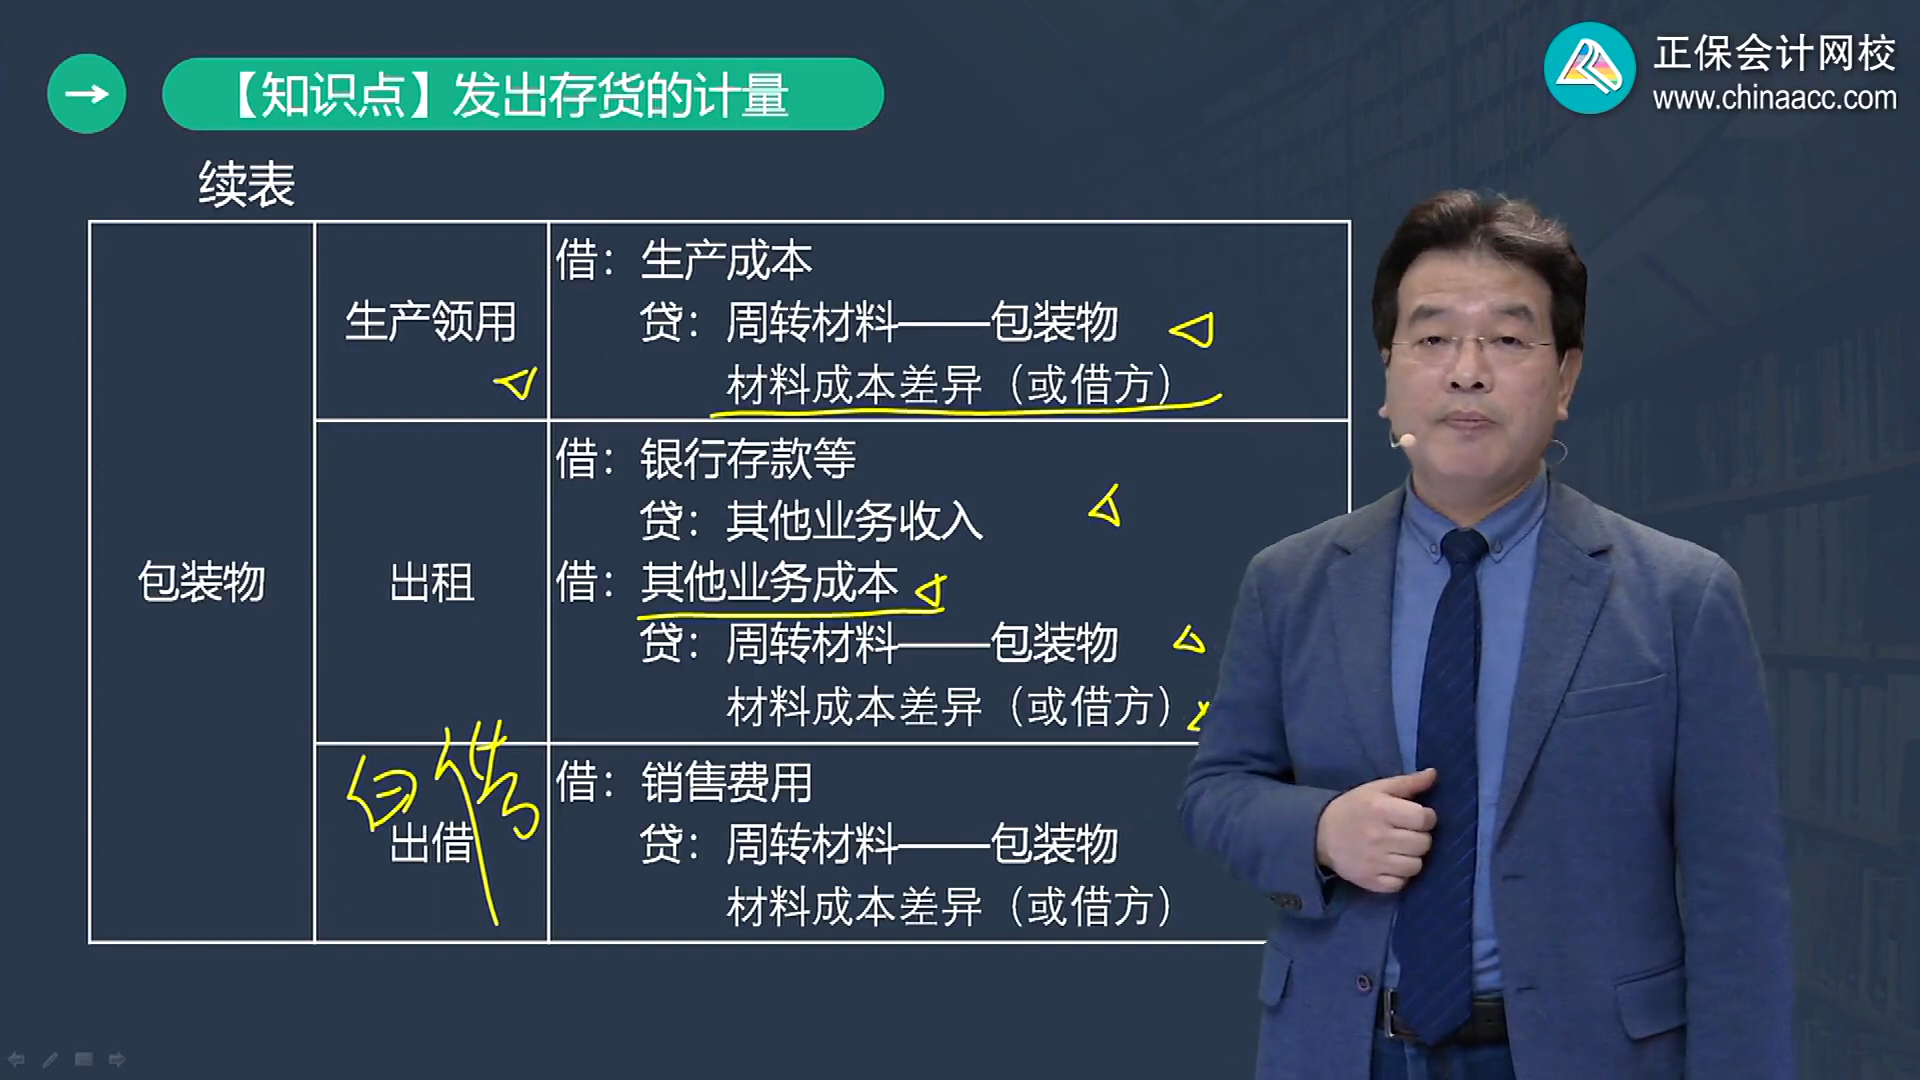 【知识点】发出存货的计量
正保会计网校
www.chinaacc.com
续表
包装物
生产领用
借：生产成本
贷：周转材料——包装物
材料成本差异（或借方）
出租
借：银行存款等
贷：其他业务收入
借：其他业务成本
贷：周转材料——包装物
材料成本差异（或借方）
白借
出借
借：销售费用
贷：周转材料——包装物
材料成本差异（或借方）